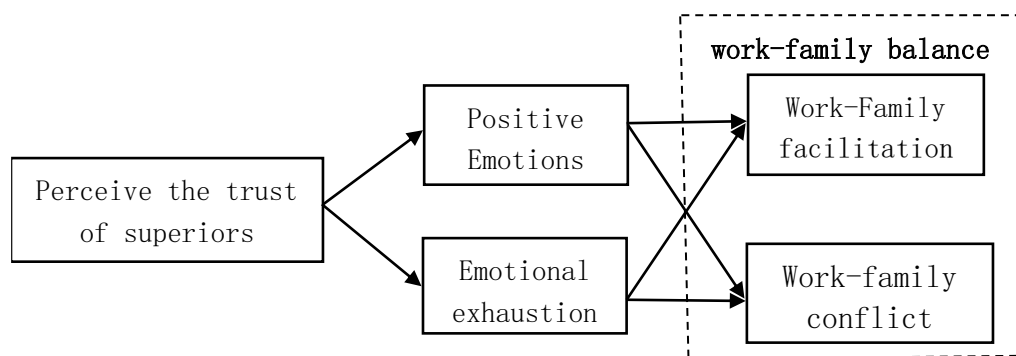 work-family balance
Positive
Emotions
Work-Family
facilitation
Perceive the trust
of superiors
Emotional
exhaustion
Work-family
conflict